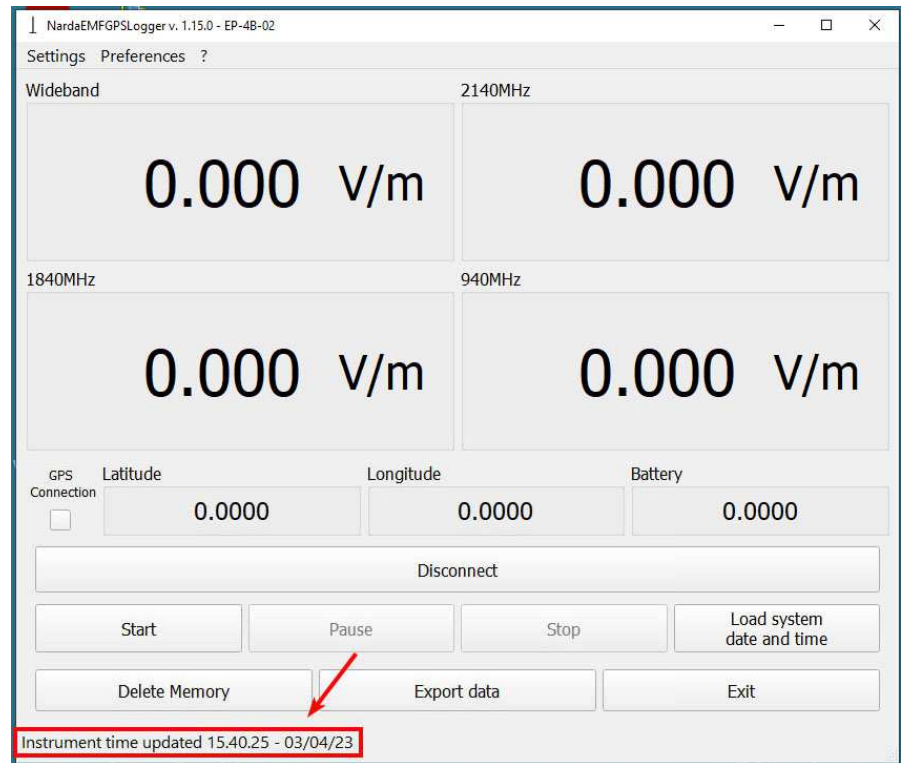 NardaEMFGPSLogger v. 1.15.0 - EP-4B-02
Settings Preferences ?
Wideband 2140MHz
0.000 V/m 0.000 V/m
1840MHz 940MHz
0.000 V/m 0.000 V/m
GPS Connection Latitude Longitude Battery
0.0000 0.0000 0.0000
Disconnect
Start Pause Stop Load system date and time
Delete Memory Export data Exit
Instrument time updated 15.40.25 - 03/04/23